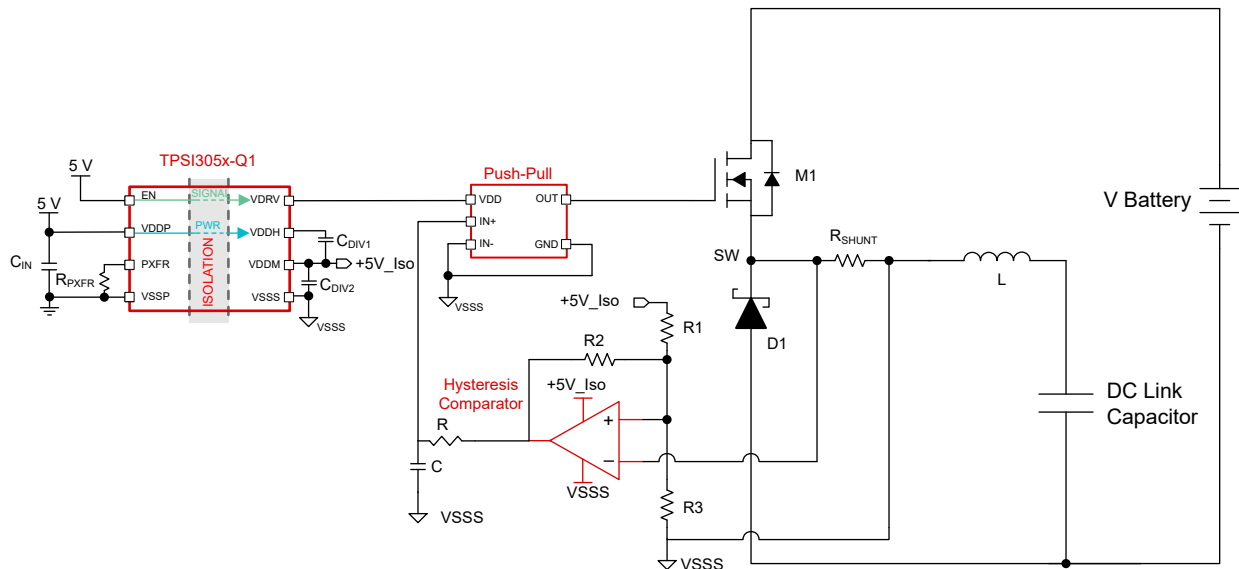 TPSI305x-Q1
5 V
EN
SIGNAL
VDRV
5 V
VDDP
PWR
VDDH
CDIV1
CIN
RPXFR
PXFR
ISOLATION
VDDM
+5V_Iso
CDIV2
VSSP
VSSS
VSSS
Push-Pull
VDD
OUT
IN+
IN-
GND
VSSS
M1
V Battery
SW
RSHUNT
L
D1
DC Link
Capacitor
+5V_Iso
R1
R2
Hysteresis
Comparator
+5V_Iso
+
−
R
C
VSSS
VSSS
R3
VSSS